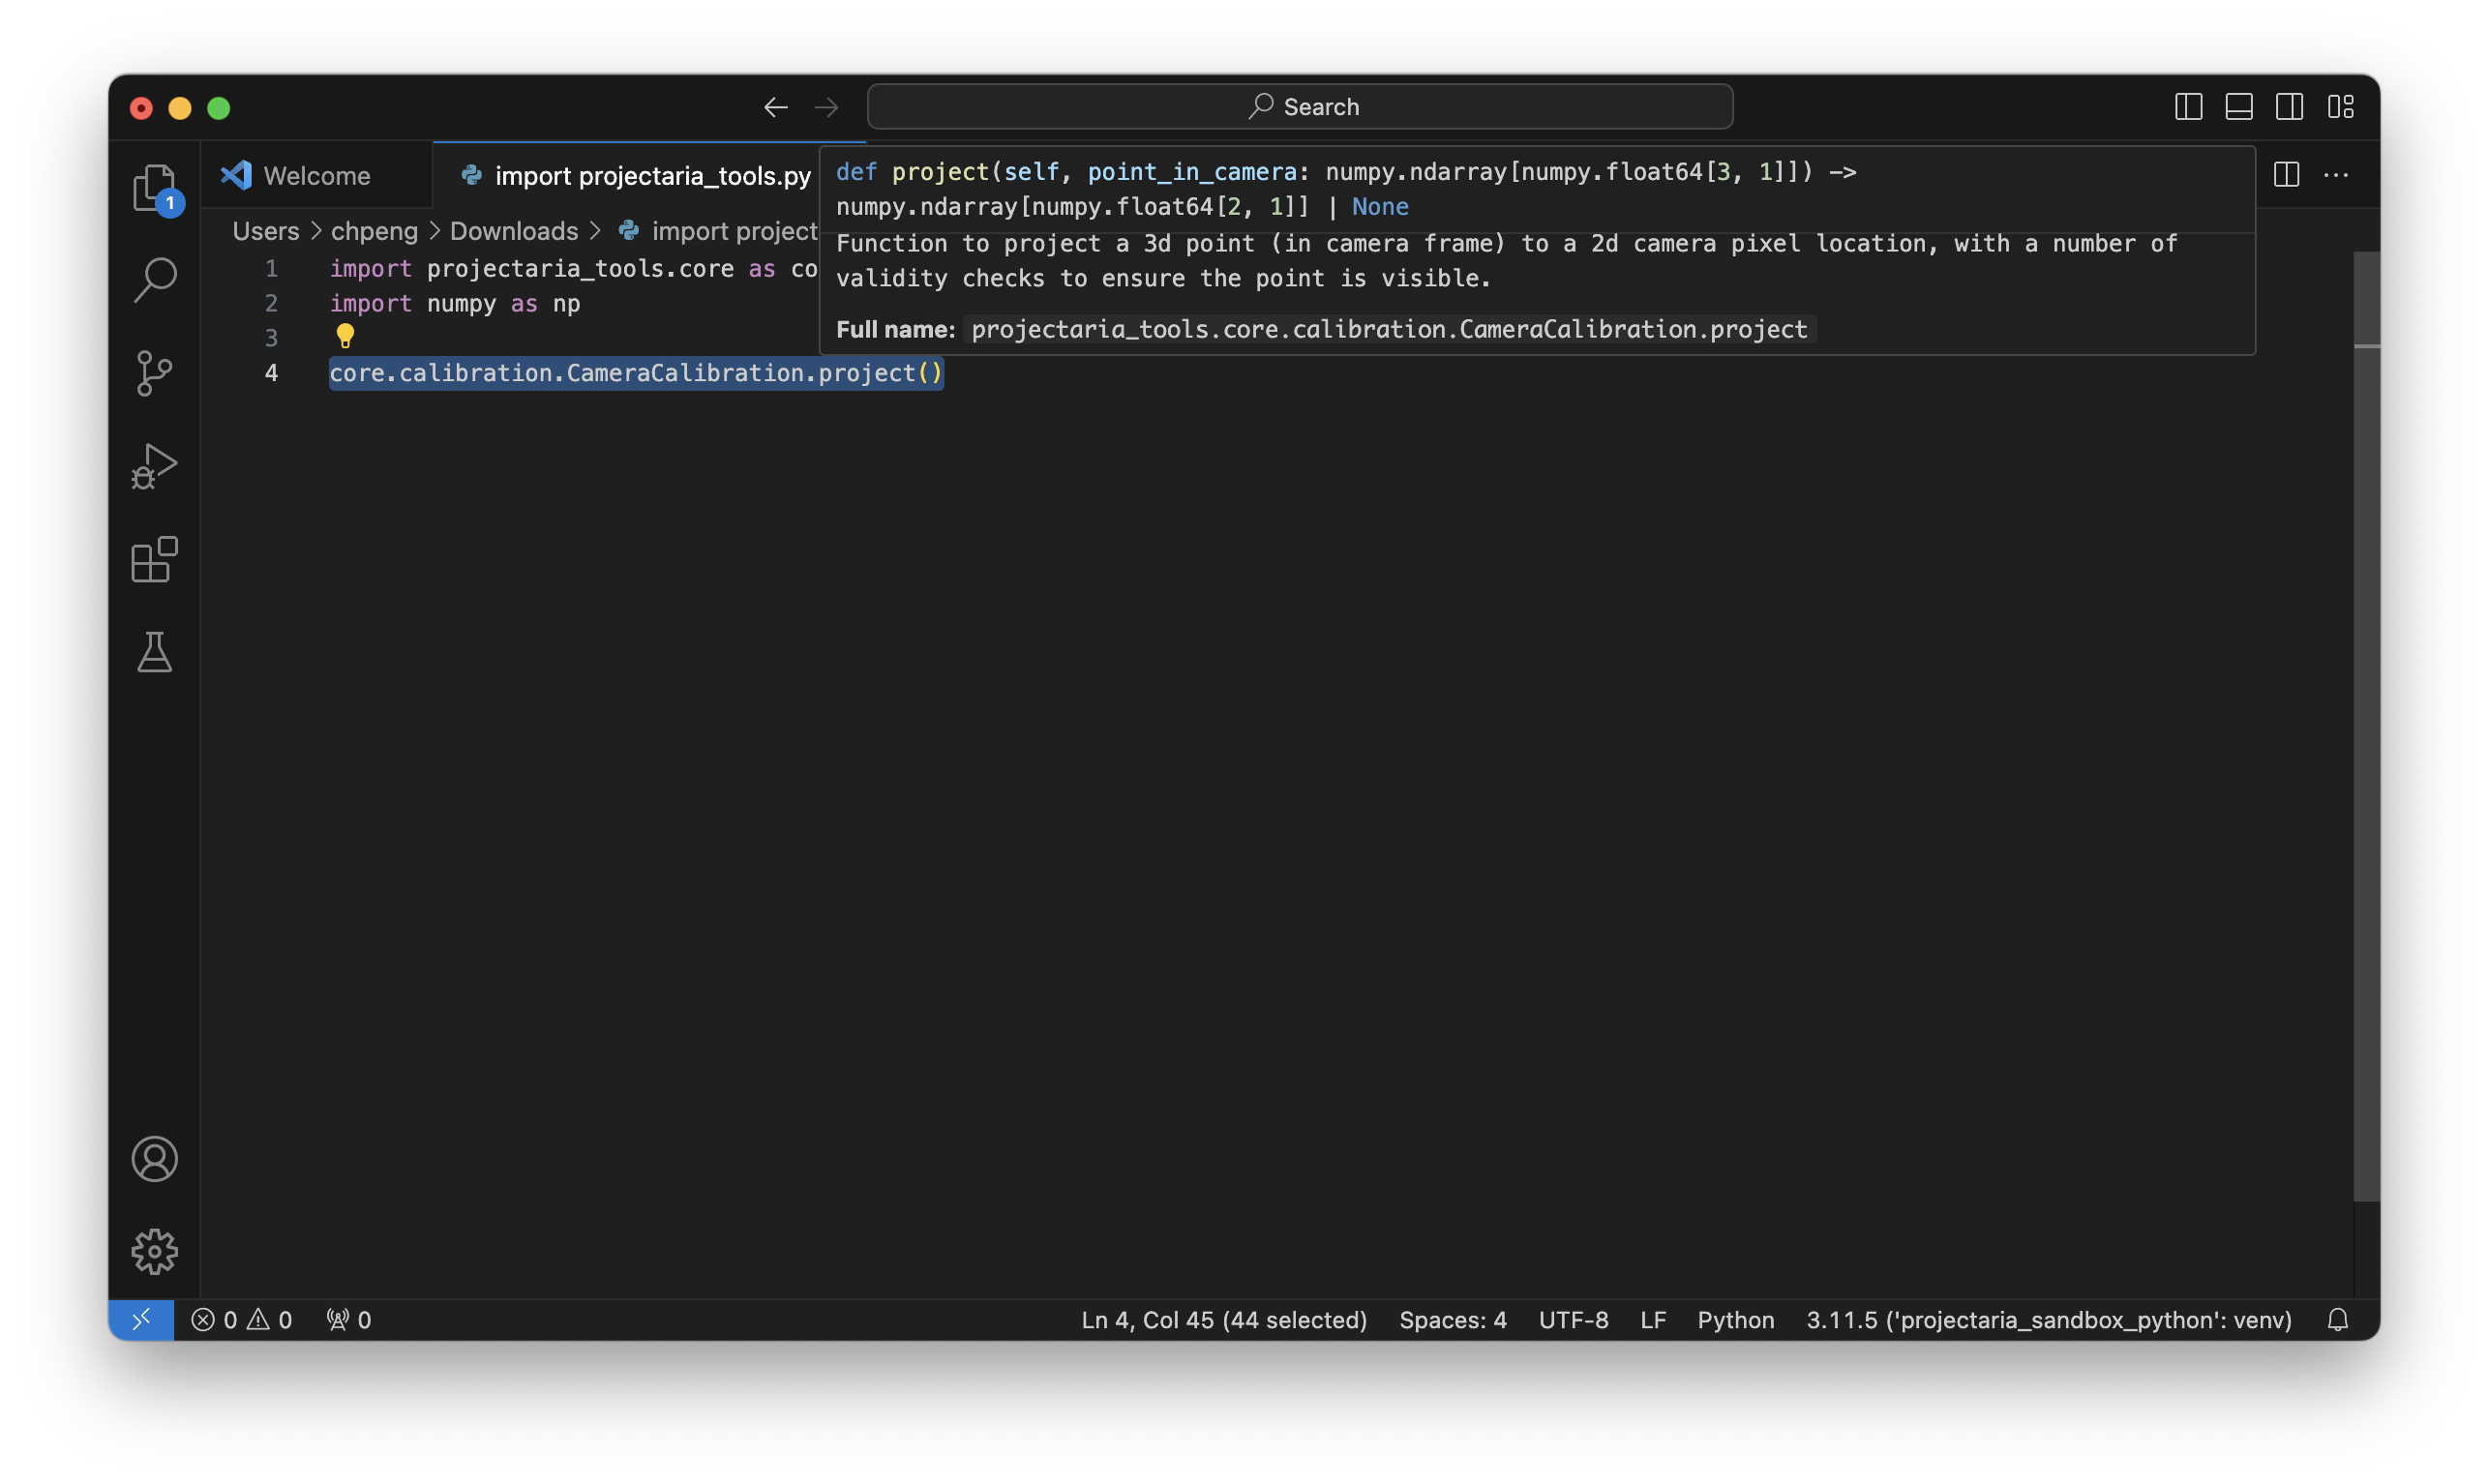 Search
Welcome
import projectaria_tools.py
1
Users > chpeng > Downloads > import project
def project(self, point_in_camera: numpy.ndarray[numpy.float64[3, 1]]) ->
numpy.ndarray[numpy.float64[2, 1]] | None
Function to project a 3d point (in camera frame) to a 2d camera pixel location, with a number of
validity checks to ensure the point is visible.
Full name: projectaria_tools.core.calibration.CameraCalibration.project
1 import projectaria_tools.core as co
2 import numpy as np
3
4 core.calibration.CameraCalibration.project()
0 0 0 Ln 4, Col 45 (44 selected) Spaces: 4 UTF-8 LF Python 3.11.5 ('projectaria_sandbox_python': venv)